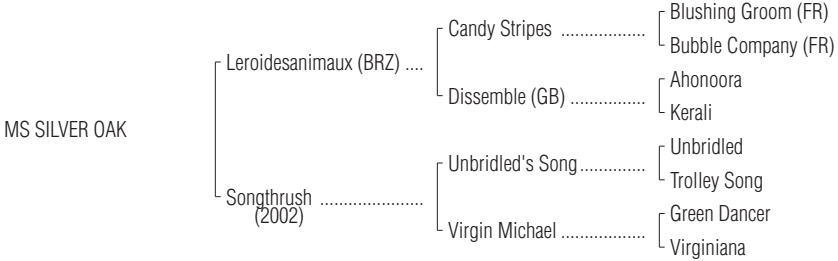 Blushing Groom (FR)
Candy Stripes ..................
Bubble Company (FR)
Leroidesanimaux (BRZ) ....
Ahonoora
Dissemble (GB) ................
Kerali
MS SILVER OAK
Unbridled
Unbridled's Song..............
Trolley Song
Songthrush ......................
(2002)
Green Dancer
Virgin Michael ..................
Virginiana